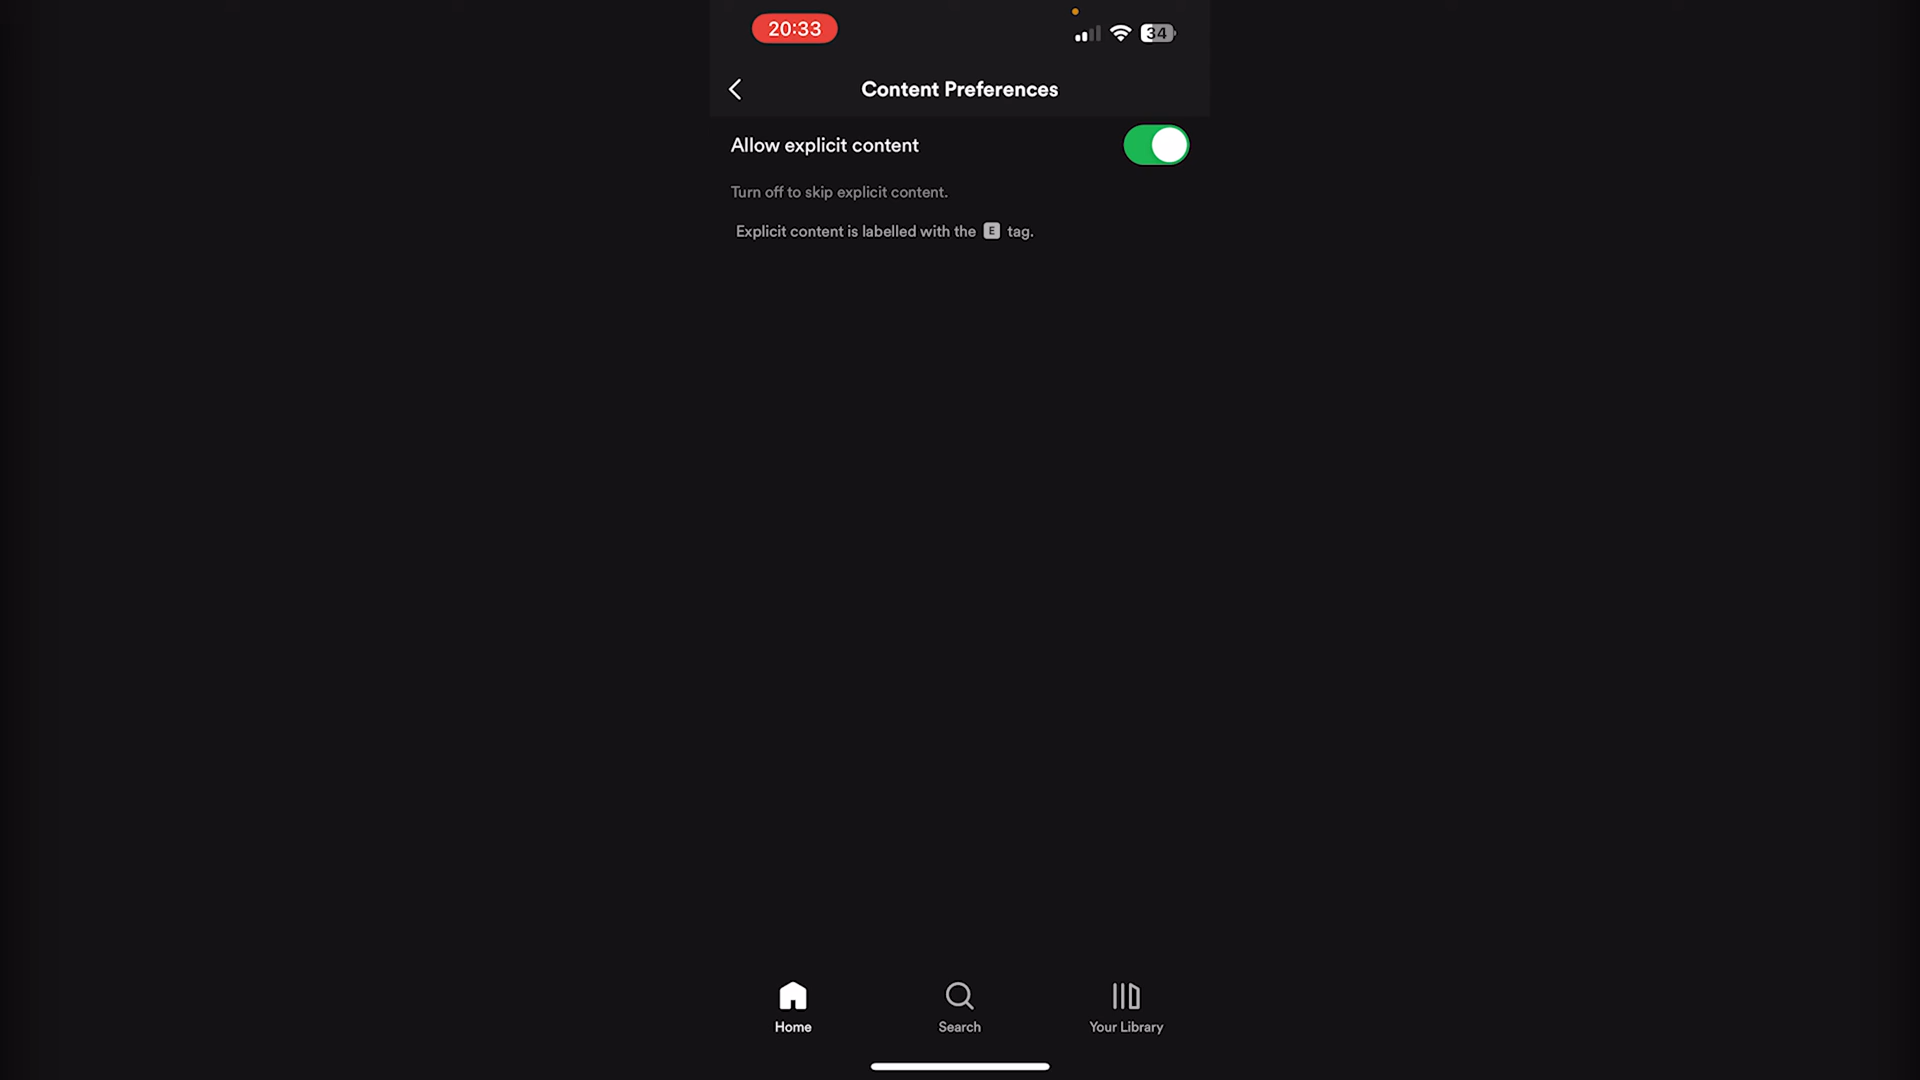 20:33
34
Content Preferences
Allow explicit content
Turn off to skip explicit content.
Explicit content is labelled with the E tag.
Home
Search
Your Library